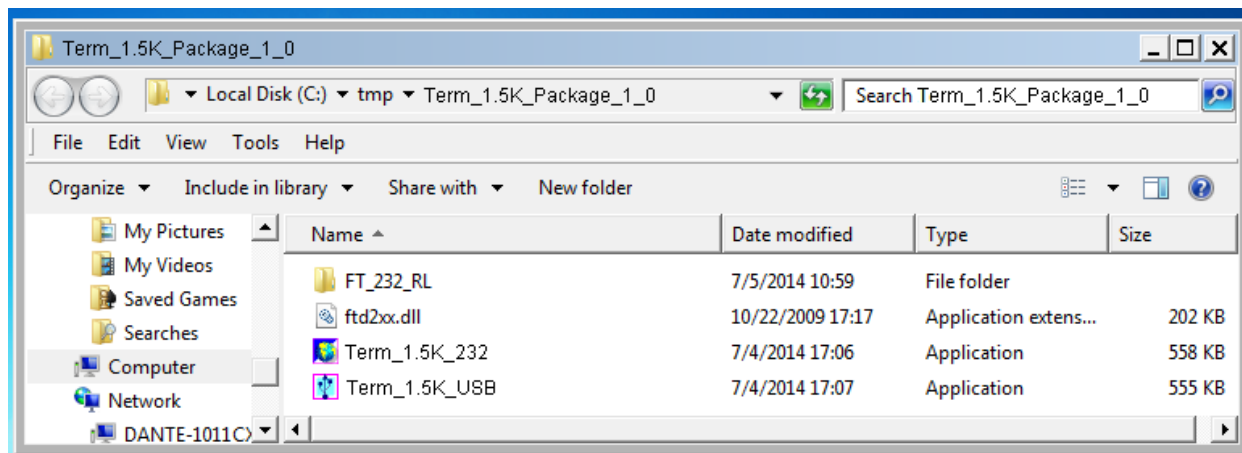 Term_1.5K_Package_1_0
Local Disk (C:) tmp Term_1.5K_Package_1_0 Search Term_1.5K_Package_1_0
File Edit View Tools Help
Organize Include in library Share with New folder
My Pictures Name Date modified Type Size
My Videos FT_232_RL 7/5/2014 10:59 File folder
Saved Games ftd2xx.dll 10/22/2009 17:17 Application extens... 202 KB
Searches Term_1.5K_232 7/4/2014 17:06 Application 558 KB
Computer Term_1.5K_USB 7/4/2014 17:07 Application 555 KB
Network
DANTE-1011C